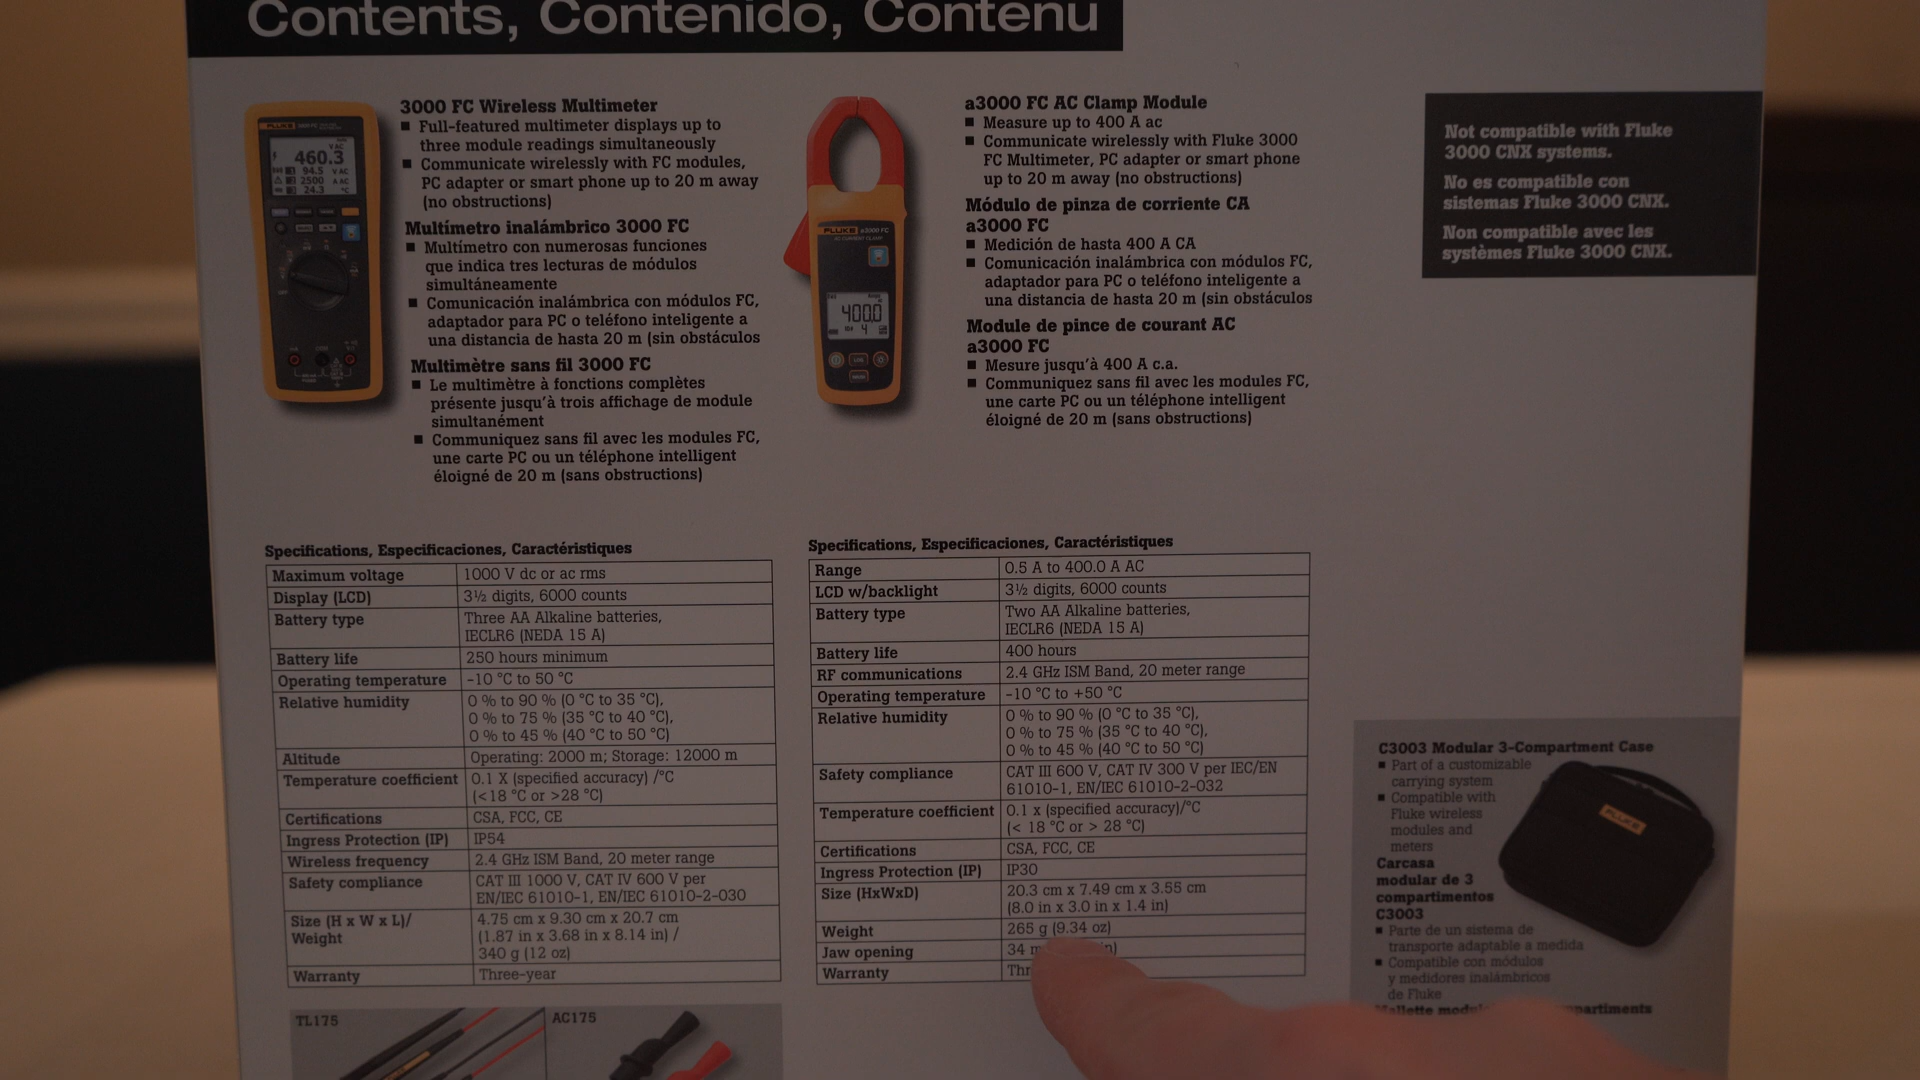 Contents, Contenido, Contenu
3000 FC Wireless Multimeter
■ Full-featured multimeter displays up to
three module readings simultaneously
■ Communicate wirelessly with FC modules,
PC adapter or smart phone up to 20 m away
(no obstructions)
Multímetro inalámbrico 3000 FC
■ Multímetro con numerosas funciones
que indica tres lecturas de módulos
simultáneamente
■ Comunicación inalámbrica con módulos FC,
adaptador para PC o teléfono inteligente a
una distancia de hasta 20 m (sin obstáculos
Multimètre sans fil 3000 FC
■ Le multimètre à fonctions complètes
présente jusqu'à trois affichage de module
simultanément
■ Communiquez sans fil avec les modules FC,
une carte PC ou un téléphone intelligent
éloigné de 20 m (sans obstructions)
FLUKE
460.3
94.5 V AC
2500 A AC
24.3 °C
a3000 FC AC Clamp Module
■ Measure up to 400 A ac
■ Communicate wirelessly with Fluke 3000
FC Multimeter, PC adapter or smart phone
up to 20 m away (no obstructions)
Módulo de pinza de corriente CA
a3000 FC
■ Medición de hasta 400 A CA
■ Comunicación inalámbrica con módulos FC,
adaptador para PC o teléfono inteligente a
una distancia de hasta 20 m (sin obstáculos
Module de pince de courant AC
a3000 FC
■ Mesure jusqu'à 400 A c.a.
■ Communiquez sans fil avec les modules FC,
une carte PC ou un téléphone intelligent
éloigné de 20 m (sans obstructions)
FLUKE a3000 FC
AC CURRENT CLAMP
400.0
4
Not compatible with Fluke
3000 CNX systems.
No es compatible con
sistemas Fluke 3000 CNX.
Non compatible avec les
systèmes Fluke 3000 CNX.
Specifications, Especificaciones, Caractéristiques
Maximum voltage 1000 V dc or ac rms
Display (LCD) 3½ digits, 6000 counts
Battery type Three AA Alkaline batteries,
IECLR6 (NEDA 15 A)
Battery life 250 hours minimum
Operating temperature -10 °C to 50 °C
Relative humidity 0 % to 90 % (0 °C to 35 °C),
0 % to 75 % (35 °C to 40 °C),
0 % to 45 % (40 °C to 50 °C)
Altitude Operating: 2000 m; Storage: 12000 m
Temperature coefficient 0.1 X (specified accuracy) /°C
(<18 °C or >28 °C)
Certifications CSA, FCC, CE
Ingress Protection (IP) IP54
Wireless frequency 2.4 GHz ISM Band, 20 meter range
Safety compliance CAT III 1000 V, CAT IV 600 V per
EN/IEC 61010-1, EN/IEC 61010-2-030
Size (H x W x L)/ 4.75 cm x 9.30 cm x 20.7 cm
Weight (1.87 in x 3.68 in x 8.14 in) /
340 g (12 oz)
Warranty Three-year
Specifications, Especificaciones, Caractéristiques
Range 0.5 A to 400.0 A AC
LCD w/backlight 3½ digits, 6000 counts
Battery type Two AA Alkaline batteries,
IECLR6 (NEDA 15 A)
Battery life 400 hours
RF communications 2.4 GHz ISM Band, 20 meter range
Operating temperature -10 °C to +50 °C
Relative humidity 0 % to 90 % (0 °C to 35 °C),
0 % to 75 % (35 °C to 40 °C),
0 % to 45 % (40 °C to 50 °C)
Safety compliance CAT III 600 V, CAT IV 300 V per IEC/EN
61010-1, EN/IEC 61010-2-032
Temperature coefficient 0.1 x (specified accuracy)/°C
(< 18 °C or > 28 °C)
Certifications CSA, FCC, CE
Ingress Protection (IP) IP30
Size (HxWxD) 20.3 cm x 7.49 cm x 3.55 cm
(8.0 in x 3.0 in x 1.4 in)
Weight 265 g (9.34 oz)
Jaw opening 34
Warranty
C3003 Modular 3-Compartment Case
■ Part of a customizable
carrying system
■ Compatible with
Fluke wireless
modules and
meters
Carcasa
modular de 3
compartimentos
C3003
■ Parte de un sistema de
transporte adaptable a medida
■ Compatible con módulos
y medidores inalámbricos
de Fluke
FLUKE
TL175
AC175